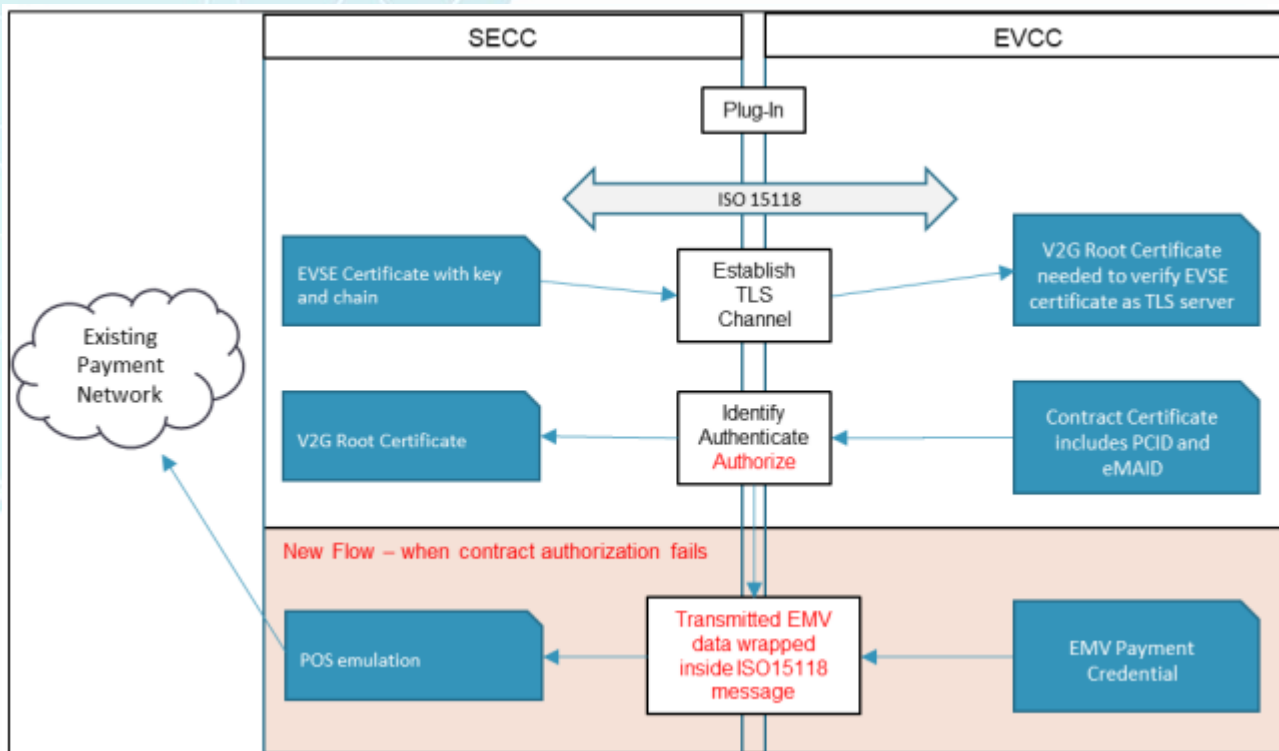 SECC
EVCC
Plug-In
ISO 15118
EVSE Certificate with key
and chain
Establish
TLS
Channel
V2G Root Certificate
needed to verify EVSE
certificate as TLS server
Existing
Payment
Network
V2G Root Certificate
Identify
Authenticate
Authorize
Contract Certificate
includes PCID and
eMAID
New Flow – when contract authorization fails
POS emulation
Transmitted EMV
data wrapped
inside ISO15118
message
EMV Payment
Credential